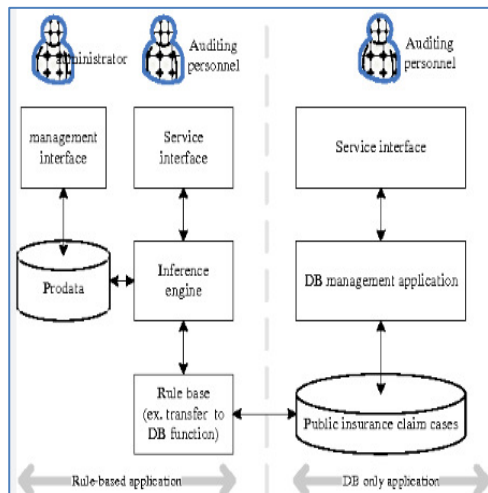 administrator
Auditing
personnel
Auditing
personnel
management
interface
Service
interface
Service interface
Prodata
Inference
engine
DB management application
Rule base
(ex. transfer to
DB function)
Public insurance claim cases
Rule-based application
DB only application